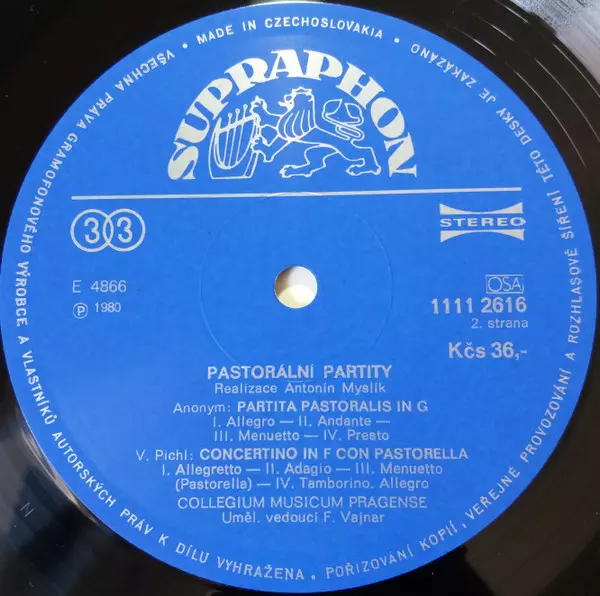 VŠECHNA PRÁVA GRAMOFONOVÉHO VÝROBCE A VLASTNÍKŮ AUTORSKÝCH PRÁV K DÍLU VYHRAŽENA • POŘIZOVÁNÍ KOPIÍ, VEŘEJNÉ PROVOZOVÁNÍ A ROZHLASOVÉ ŠÍŘENÍ TÉTO DESKY JE ZAKÁZÁNO •
MADE IN CZECHOSLOVAKIA •
SUPRAPHON
33
STEREO
E 4866
Ⓟ 1980
OSA
1111 2616
2. strana
Kčs 36,-
PASTORÁLNÍ PARTITY
Realizace Antonín Myslík
Anonym: PARTITA PASTORALIS IN G
I. Allegro — II. Andante —
III. Menuetto — IV. Presto
V. Pichl: CONCERTINO IN F CON PASTORELLA
I. Allegretto — II. Adagio — III. Menuetto
(Pastorella) — IV. Tamborino. Allegro
COLLEGIUM MUSICUM PRAGENSE
Uměl. vedoucí F. Vajnar
N